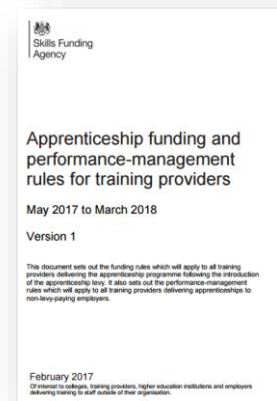 Skills Funding
Agency
Apprenticeship funding and
performance-management
rules for training providers
May 2017 to March 2018
Version 1
This document sets out the funding rules which will apply to all training
providers delivering the apprenticeship programme following the introduction
of the apprenticeship levy. It also sets out the performance-management
rules which will apply to all training providers delivering apprenticeships to
non-levy-paying employers.
February 2017
Of interest to colleges, training providers, higher education institutions and employers
delivering training to staff outside of their organisation.